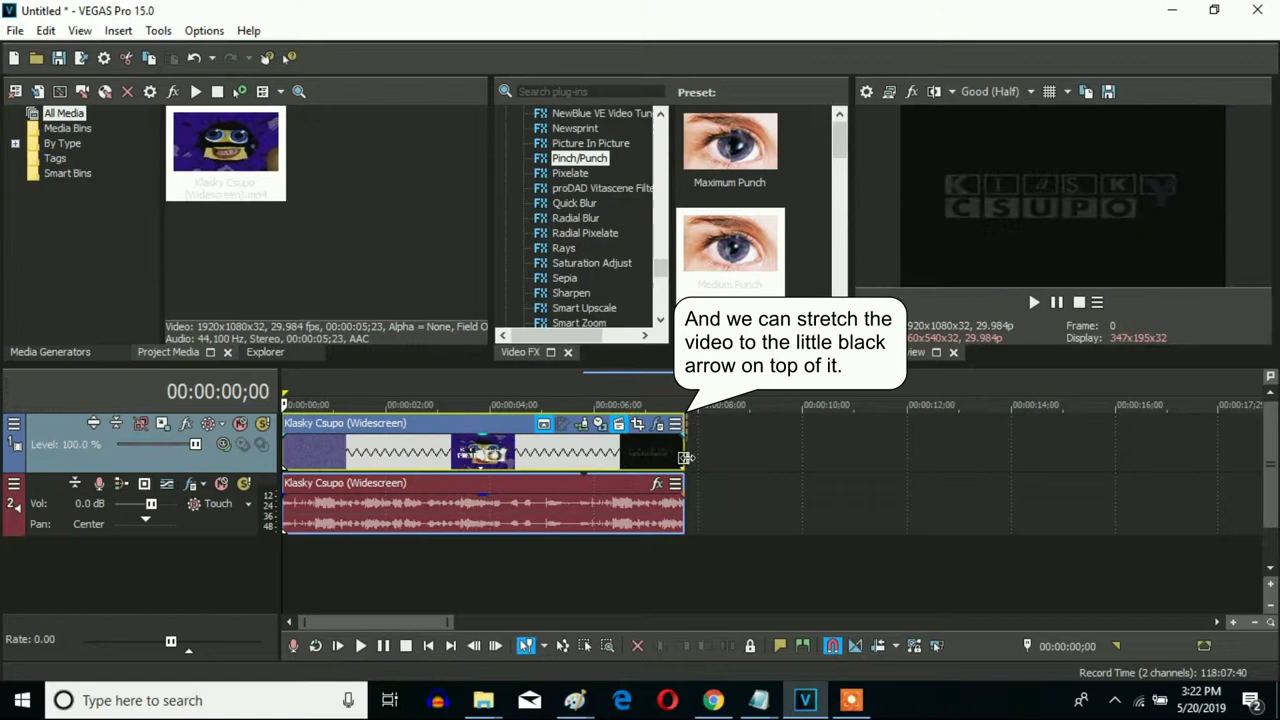 Untitled * - VEGAS Pro 15.0
File Edit View Insert Tools Options Help
Search plug-ins
Preset:
Good (Half)
All Media
Media Bins
By Type
Tags
Smart Bins
Klasky Csupo
(Widescreen).mp4
NewBlue VE Video Tun
Newsprint
Picture In Picture
Pinch/Punch
Pixelate
proDAD Vitascene Filte
Quick Blur
Radial Blur
Radial Pixelate
Rays
Saturation Adjust
Sepia
Sharpen
Smart Upscale
Smart Zoom
Maximum Punch
Medium Punch
KLASKY
CSUPO
Video: 1920x1080x32, 29.984 fps, 00:00:05;23, Alpha = None, Field O
Audio: 44,100 Hz, Stereo, 00:00:05;23, AAC
1920x1080x32, 29.984p
60x540x32, 29.984p
Frame: 0
Display: 347x195x32
Media Generators Project Media Explorer
Video FX
view
And we can stretch the
video to the little black
arrow on top of it.
00:00:00;00
00:00:00;00 00:00:02;00 00:00:04;00 00:00:06;00 00:00:08;00 00:00:10;00 00:00:12;00 00:00:14;00 00:00:16;00 00:00:17;29
1
Level: 100.0 %
Klasky Csupo (Widescreen)
2
Vol: 0.0 dB
Touch
Pan: Center
12
24
36
48
Klasky Csupo (Widescreen)
Rate: 0.00
00:00:00;00
Record Time (2 channels): 118:07:40
Type here to search
3:22 PM
5/20/2019
2